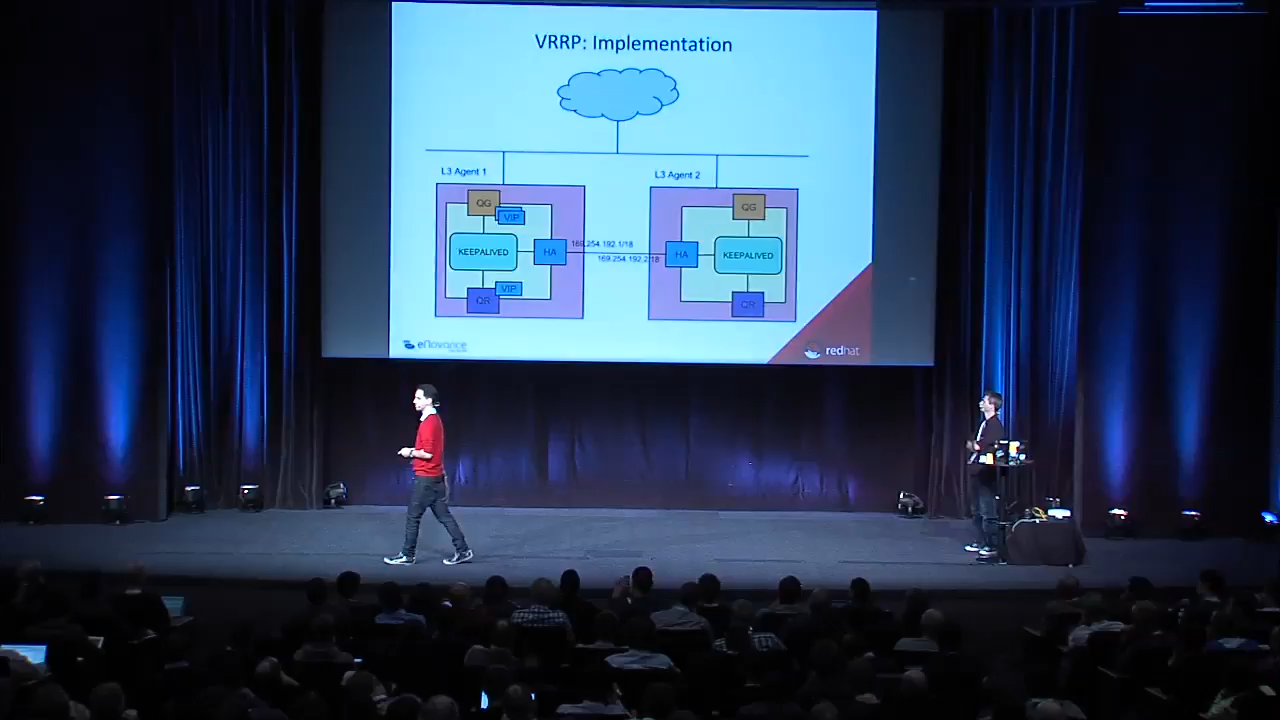 VRRP: Implementation
L3 Agent 1
L3 Agent 2
QG
VIP
QG
KEEPALIVED
HA
169.254.192.1/18
169.254.192.2/18
HA
KEEPALIVED
VIP
QR
QR
eNovance
redhat